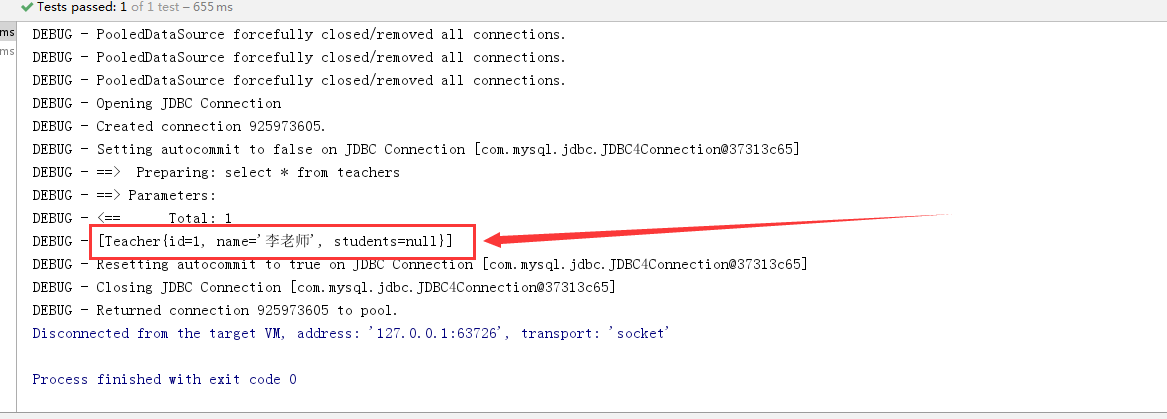 Tests passed: 1 of 1 test – 655 ms
ms
ms
DEBUG - PooledDataSource forcefully closed/removed all connections.
DEBUG - PooledDataSource forcefully closed/removed all connections.
DEBUG - PooledDataSource forcefully closed/removed all connections.
DEBUG - Opening JDBC Connection
DEBUG - Created connection 925973605.
DEBUG - Setting autocommit to false on JDBC Connection [com.mysql.jdbc.JDBC4Connection@37313c65]
DEBUG - ==>  Preparing: select * from teachers
DEBUG - ==> Parameters:
DEBUG - <==      Total: 1
DEBUG - [Teacher{id=1, name='李老师', students=null}]
DEBUG - Resetting autocommit to true on JDBC Connection [com.mysql.jdbc.JDBC4Connection@37313c65]
DEBUG - Closing JDBC Connection [com.mysql.jdbc.JDBC4Connection@37313c65]
DEBUG - Returned connection 925973605 to pool.
Disconnected from the target VM, address: '127.0.0.1:63726', transport: 'socket'
Process finished with exit code 0